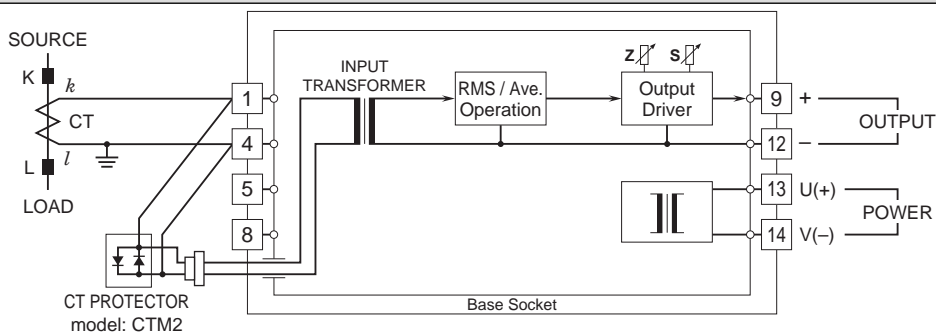 SOURCE
K
k
CT
L
l
LOAD
1
4
5
8
INPUT
TRANSFORMER
RMS / Ave.
Operation
Z
S
Output
Driver
9
+
OUTPUT
12
–
13
U(+)
POWER
14
V(–)
CT PROTECTOR
model: CTM2
Base Socket